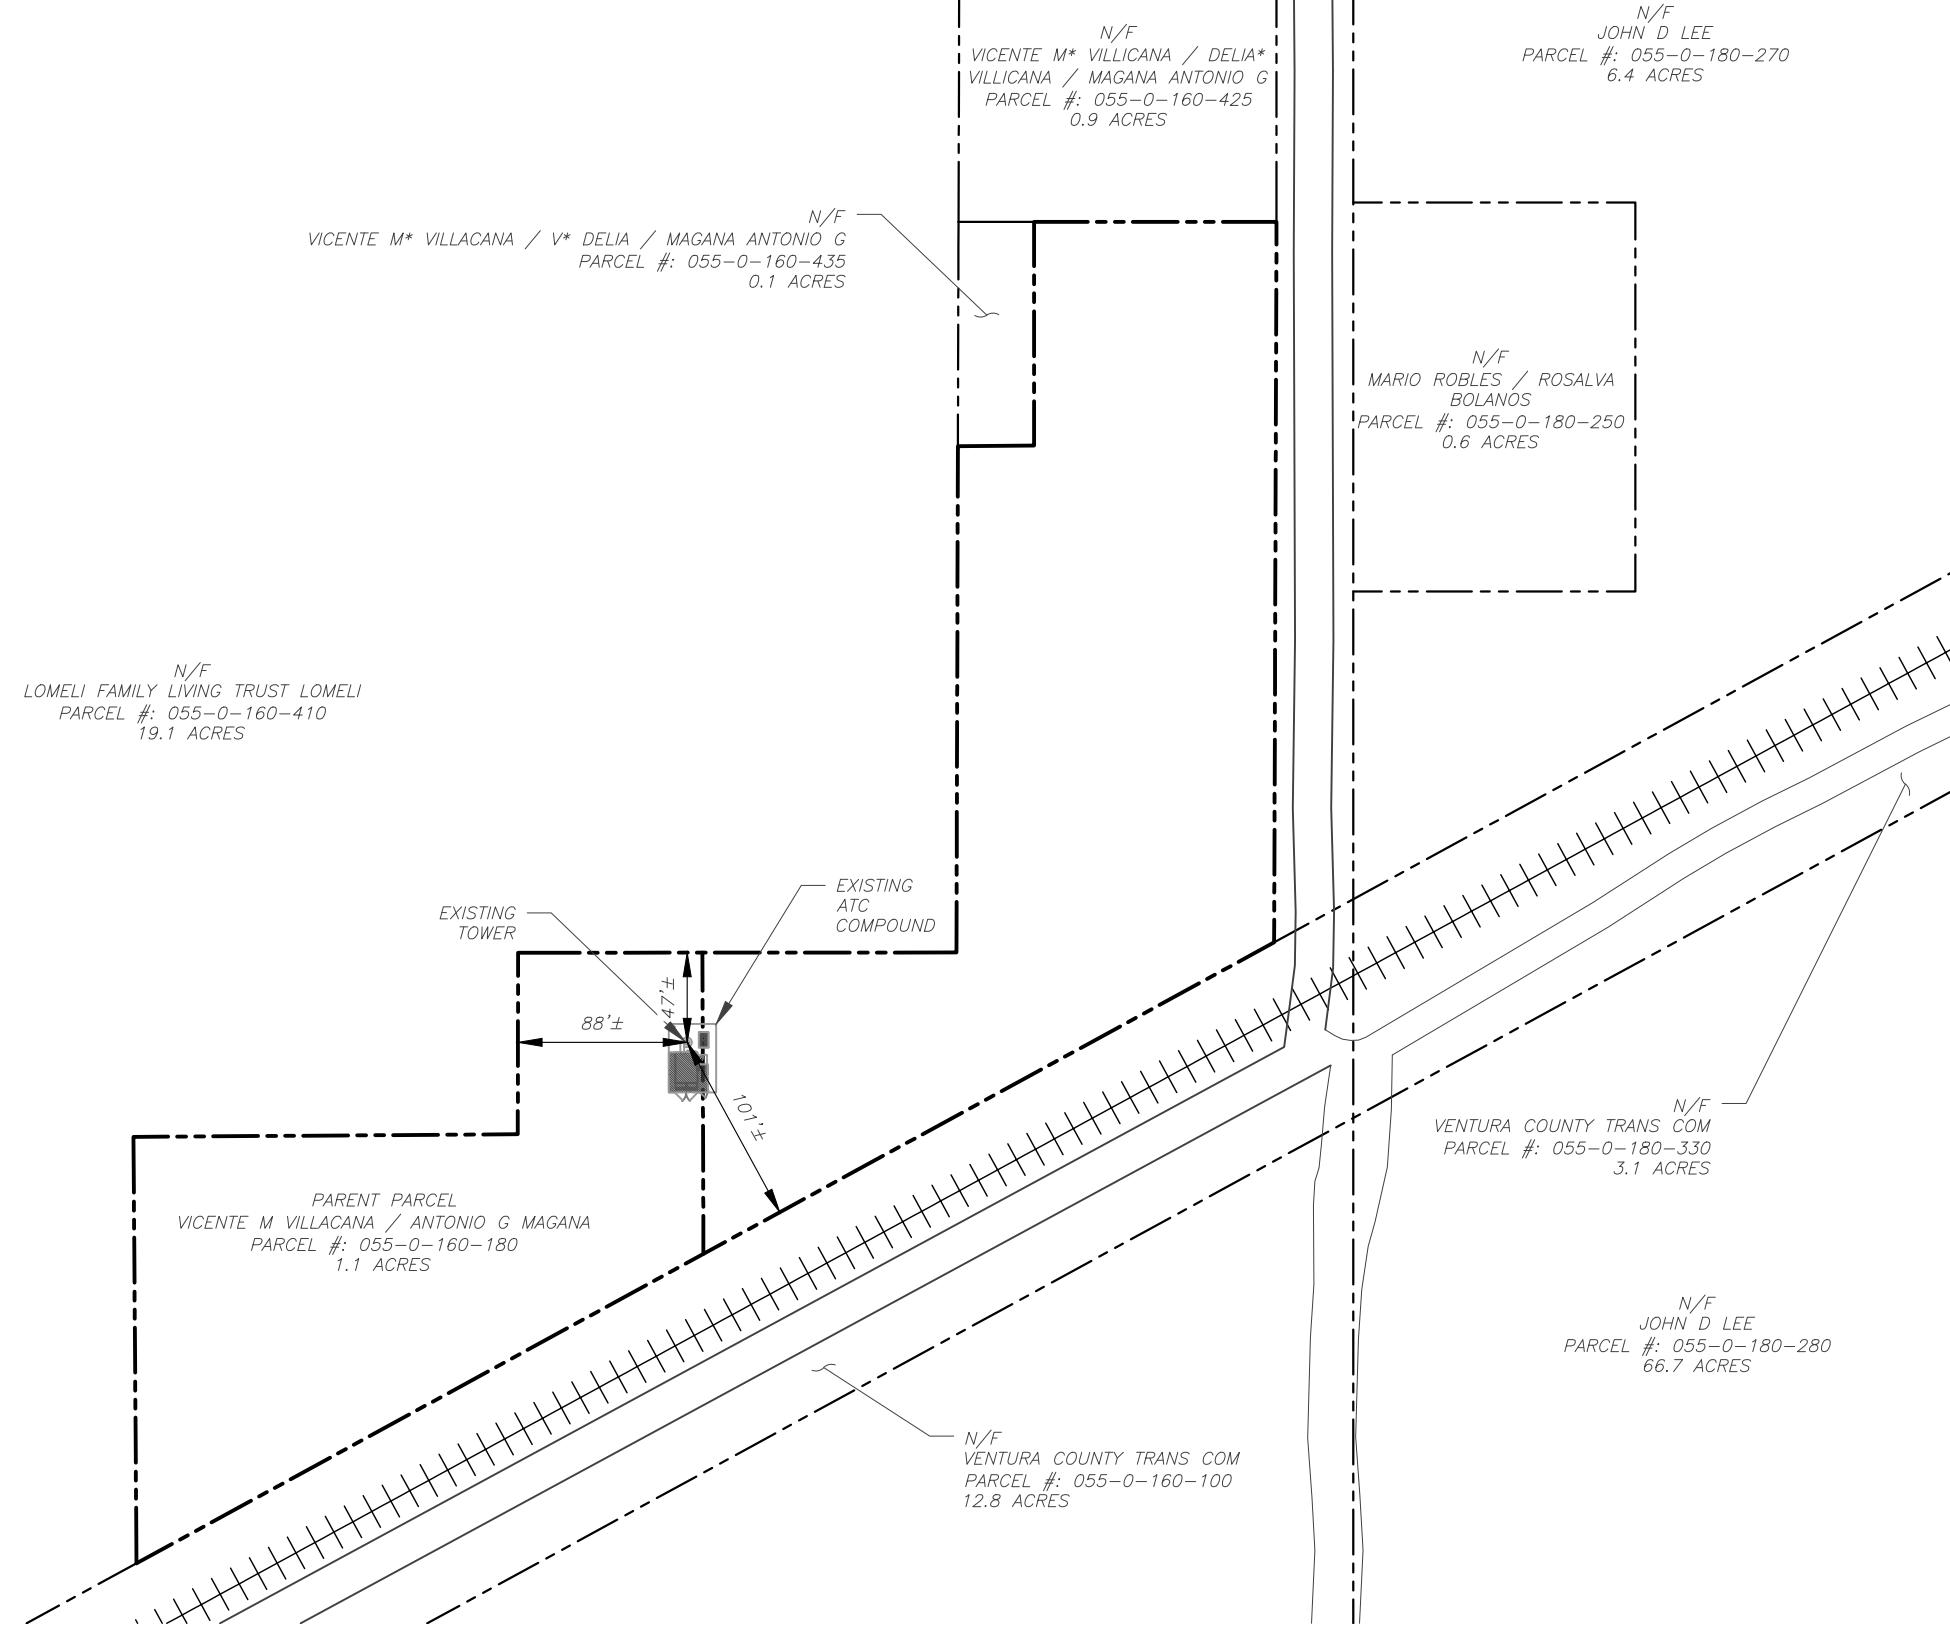 N/F
VICENTE M* VILLICANA / DELIA*
VILLICANA / MAGANA ANTONIO G
PARCEL #: 055-0-160-425
0.9 ACRES
N/F
JOHN D LEE
PARCEL #: 055-0-180-270
6.4 ACRES
N/F
VICENTE M* VILLACANA / V* DELIA / MAGANA ANTONIO G
PARCEL #: 055-0-160-435
0.1 ACRES
N/F
MARIO ROBLES / ROSALVA
BOLANOS
PARCEL #: 055-0-180-250
0.6 ACRES
N/F
LOMELI FAMILY LIVING TRUST LOMELI
PARCEL #: 055-0-160-410
19.1 ACRES
EXISTING
TOWER
EXISTING
ATC
COMPOUND
47'±
88'±
101'±
PARENT PARCEL
VICENTE M VILLACANA / ANTONIO G MAGANA
PARCEL #: 055-0-160-180
1.1 ACRES
N/F
VENTURA COUNTY TRANS COM
PARCEL #: 055-0-180-330
3.1 ACRES
N/F
JOHN D LEE
PARCEL #: 055-0-180-280
66.7 ACRES
N/F
VENTURA COUNTY TRANS COM
PARCEL #: 055-0-160-100
12.8 ACRES